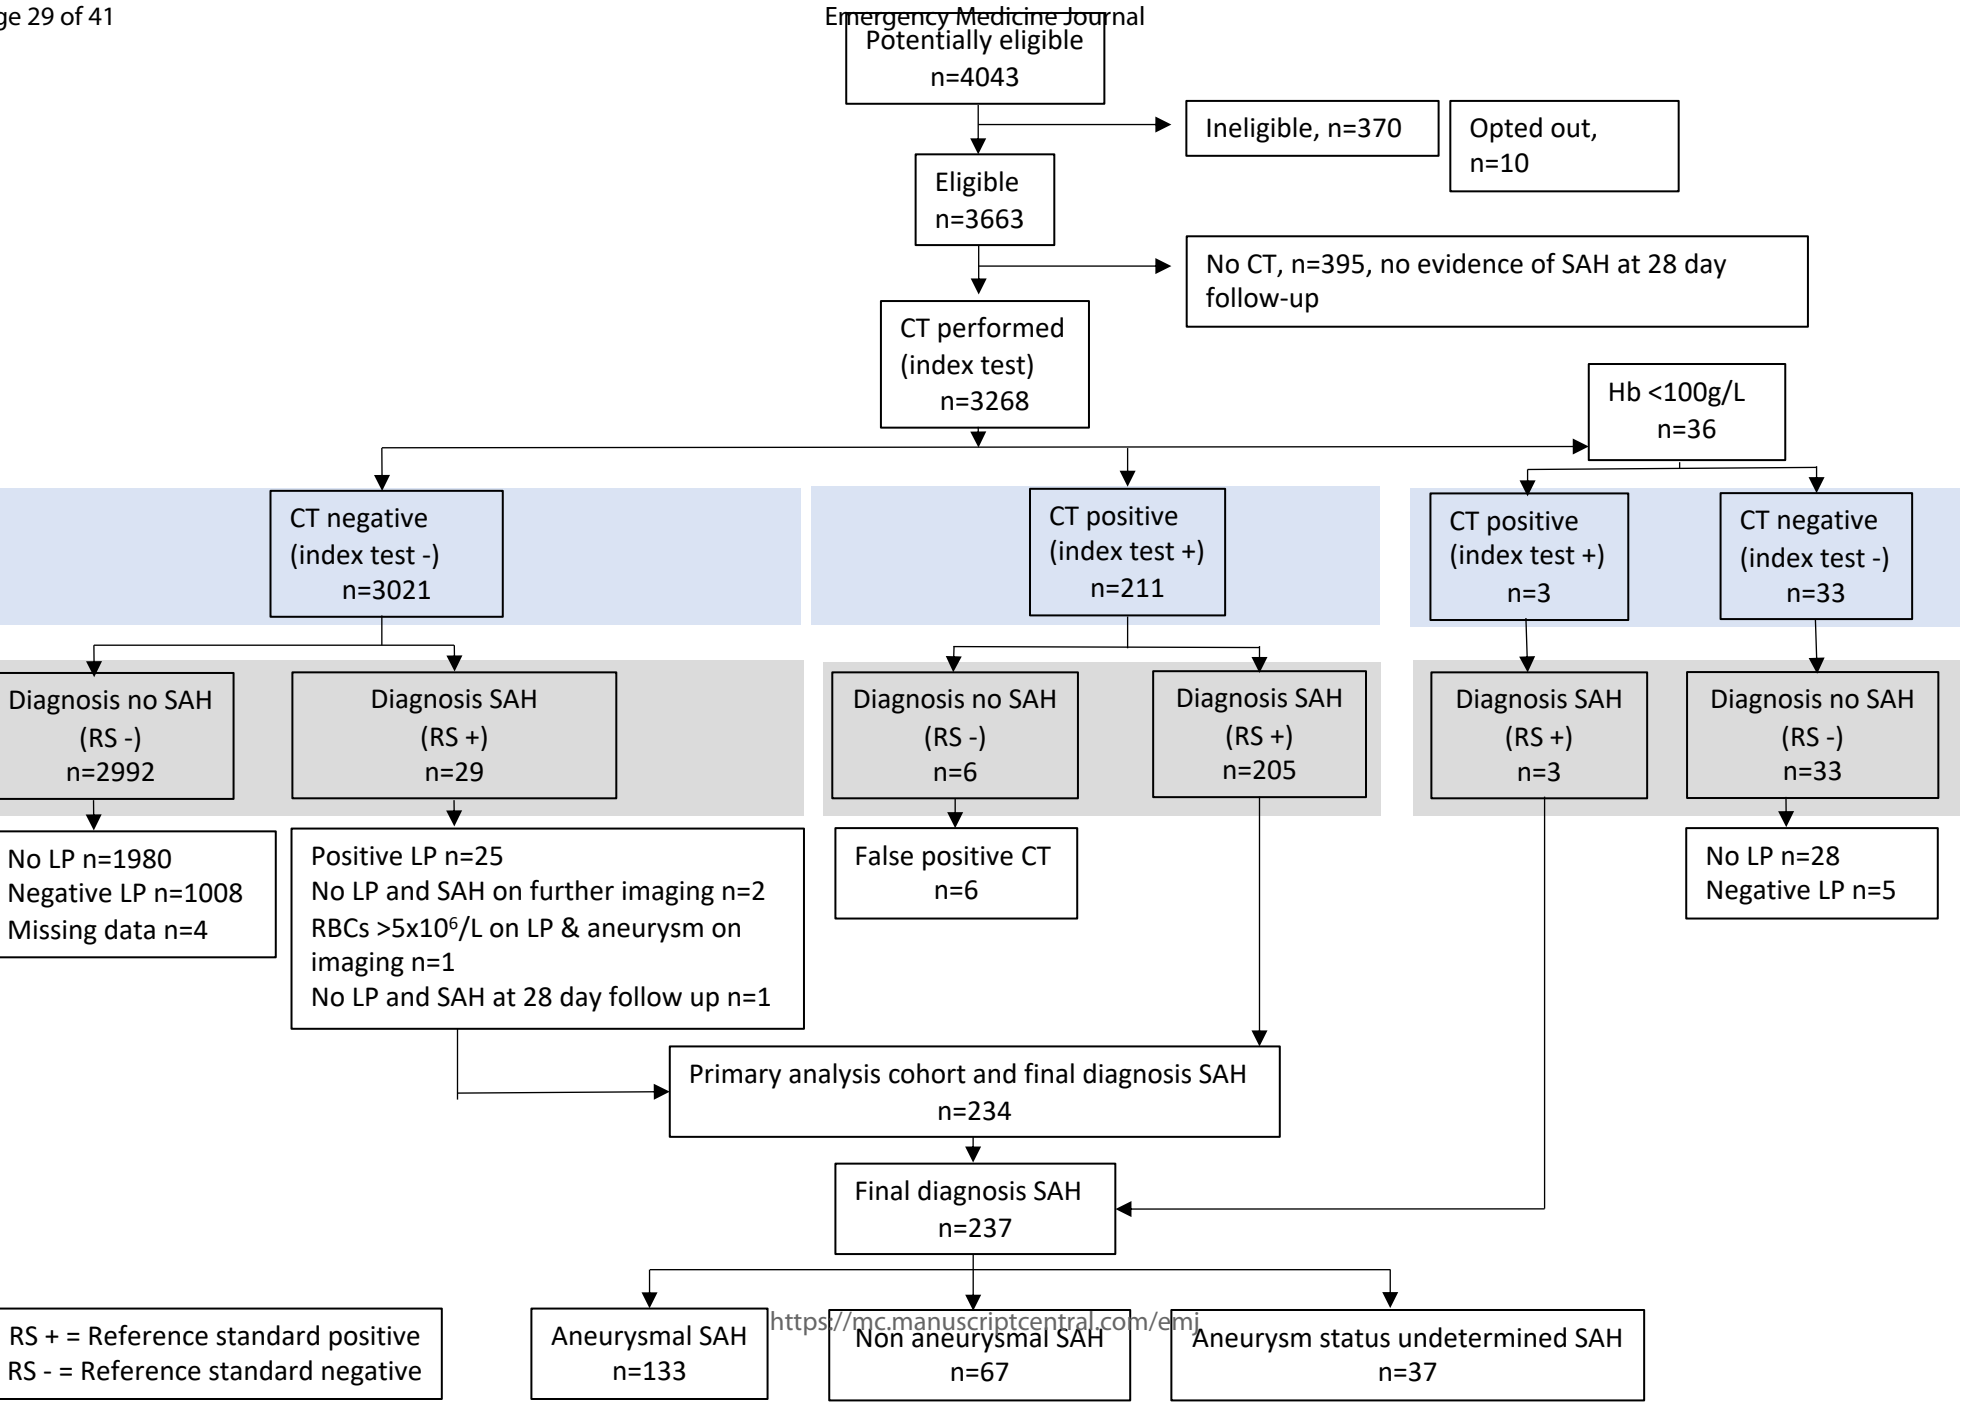 ge 29 of 41
Emergency Medicine Journal
Potentially eligible
n=4043
Ineligible, n=370
Opted out,
n=10
Eligible
n=3663
No CT, n=395, no evidence of SAH at 28 day
follow-up
CT performed
(index test)
n=3268
Hb <100g/L
n=36
CT negative
(index test -)
n=3021
CT positive
(index test +)
n=211
CT positive
(index test +)
n=3
CT negative
(index test -)
n=33
Diagnosis no SAH
(RS -)
n=2992
Diagnosis SAH
(RS +)
n=29
Diagnosis no SAH
(RS -)
n=6
Diagnosis SAH
(RS +)
n=205
Diagnosis SAH
(RS +)
n=3
Diagnosis no SAH
(RS -)
n=33
No LP n=1980
Negative LP n=1008
Missing data n=4
Positive LP n=25
No LP and SAH on further imaging n=2
RBCs >5x10⁶/L on LP & aneurysm on
imaging n=1
No LP and SAH at 28 day follow up n=1
False positive CT
n=6
No LP n=28
Negative LP n=5
Primary analysis cohort and final diagnosis SAH
n=234
Final diagnosis SAH
n=237
RS + = Reference standard positive
RS - = Reference standard negative
Aneurysmal SAH
n=133
https://mc.manuscriptcentral.com/emj
Non aneurysmal SAH
n=67
Aneurysm status undetermined SAH
n=37